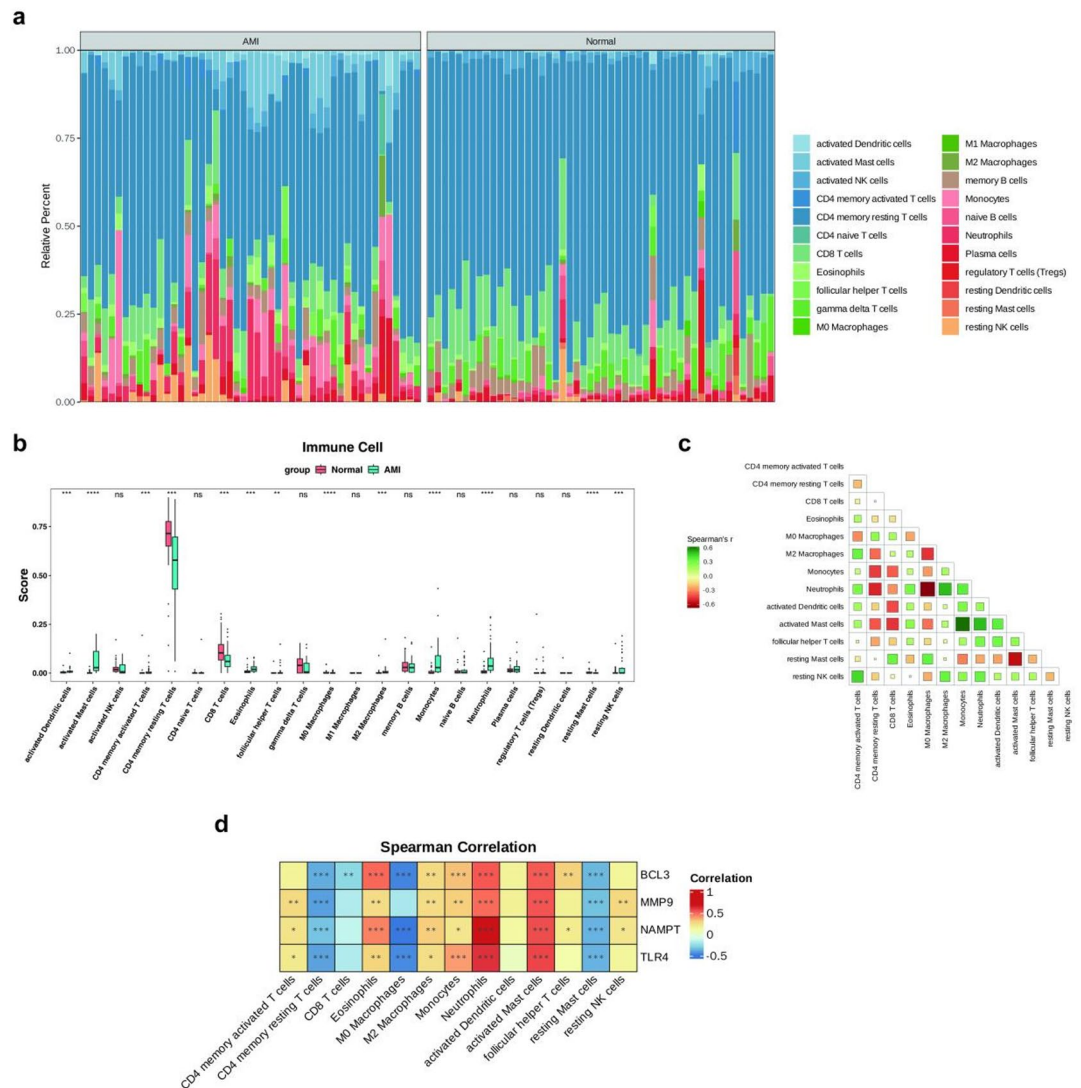 a
AMI
Normal
1.00
0.75
0.50
0.25
0.00
Relative Percent
activated Dendritic cells
activated Mast cells
activated NK cells
CD4 memory activated T cells
CD4 memory resting T cells
CD4 naive T cells
CD8 T cells
Eosinophils
follicular helper T cells
gamma delta T cells
M0 Macrophages
M1 Macrophages
M2 Macrophages
memory B cells
Monocytes
naive B cells
Neutrophils
Plasma cells
regulatory T cells (Tregs)
resting Dendritic cells
resting Mast cells
resting NK cells
b
Immune Cell
group Normal AMI
*** **** ns *** *** ns *** *** ** ns **** ns *** ns **** ns **** ns ns ns **** ***
0.75
0.50
0.25
0.00
Score
activated Dendritic cells
activated Mast cells
activated NK cells
CD4 memory activated T cells
CD4 memory resting T cells
CD4 naive T cells
CD8 T cells
Eosinophils
follicular helper T cells
gamma delta T cells
M0 Macrophages
M1 Macrophages
M2 Macrophages
memory B cells
Monocytes
naive B cells
Neutrophils
Plasma cells
regulatory T cells (Tregs)
resting Dendritic cells
resting Mast cells
resting NK cells
c
CD4 memory activated T cells
CD4 memory resting T cells
CD8 T cells
Eosinophils
M0 Macrophages
M2 Macrophages
Monocytes
Neutrophils
activated Dendritic cells
activated Mast cells
follicular helper T cells
resting Mast cells
resting NK cells
Spearman's r
0.6
0.3
0.0
-0.3
-0.6
CD4 memory activated T cells
CD4 memory resting T cells
CD8 T cells
Eosinophils
M0 Macrophages
M2 Macrophages
Monocytes
Neutrophils
activated Dendritic cells
activated Mast cells
follicular helper T cells
resting Mast cells
resting NK cells
d
Spearman Correlation
*** ** *** *** ** *** *** *** ** *** BCL3
** *** ** ** ** *** *** *** ** MMP9
* *** *** *** ** * *** *** * *** * NAMPT
* *** ** *** * *** *** *** *** TLR4
Correlation
1
0.5
0
-0.5
CD4 memory activated T cells
CD4 memory resting T cells
CD8 T cells
Eosinophils
M0 Macrophages
M2 Macrophages
Monocytes
Neutrophils
activated Dendritic cells
activated Mast cells
follicular helper T cells
resting Mast cells
resting NK cells